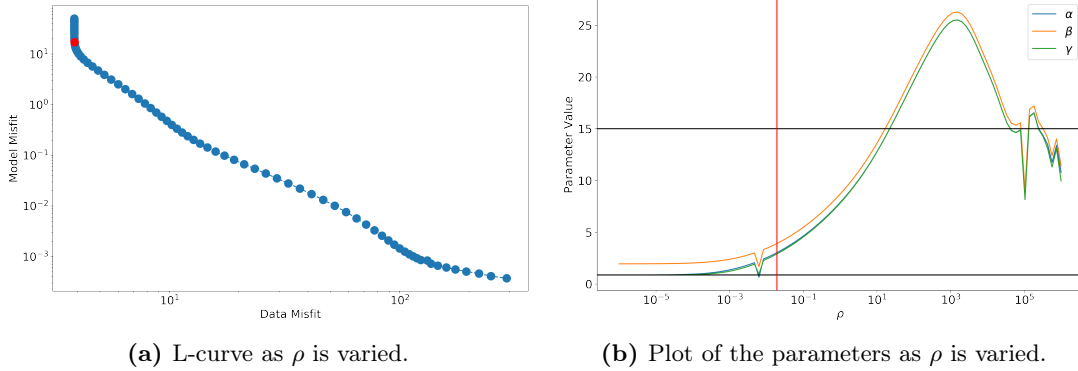 10^1
10^0
10^{-1}
10^{-2}
10^{-3}
Model Misfit
10^1
10^2
Data Misfit
(a) L-curve as ρ is varied.
25
20
15
10
5
0
Parameter Value
α
β
γ
10^{-5}
10^{-3}
10^{-1}
10^1
10^3
10^5
ρ
(b) Plot of the parameters as ρ is varied.